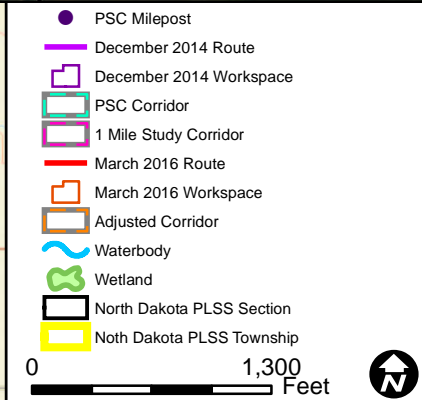 PSC Milepost
December 2014 Route
December 2014 Workspace
PSC Corridor
1 Mile Study Corridor
March 2016 Route
March 2016 Workspace
Adjusted Corridor
Waterbody
Wetland
North Dakota PLSS Section
Noth Dakota PLSS Township
0 1,300
Feet
N